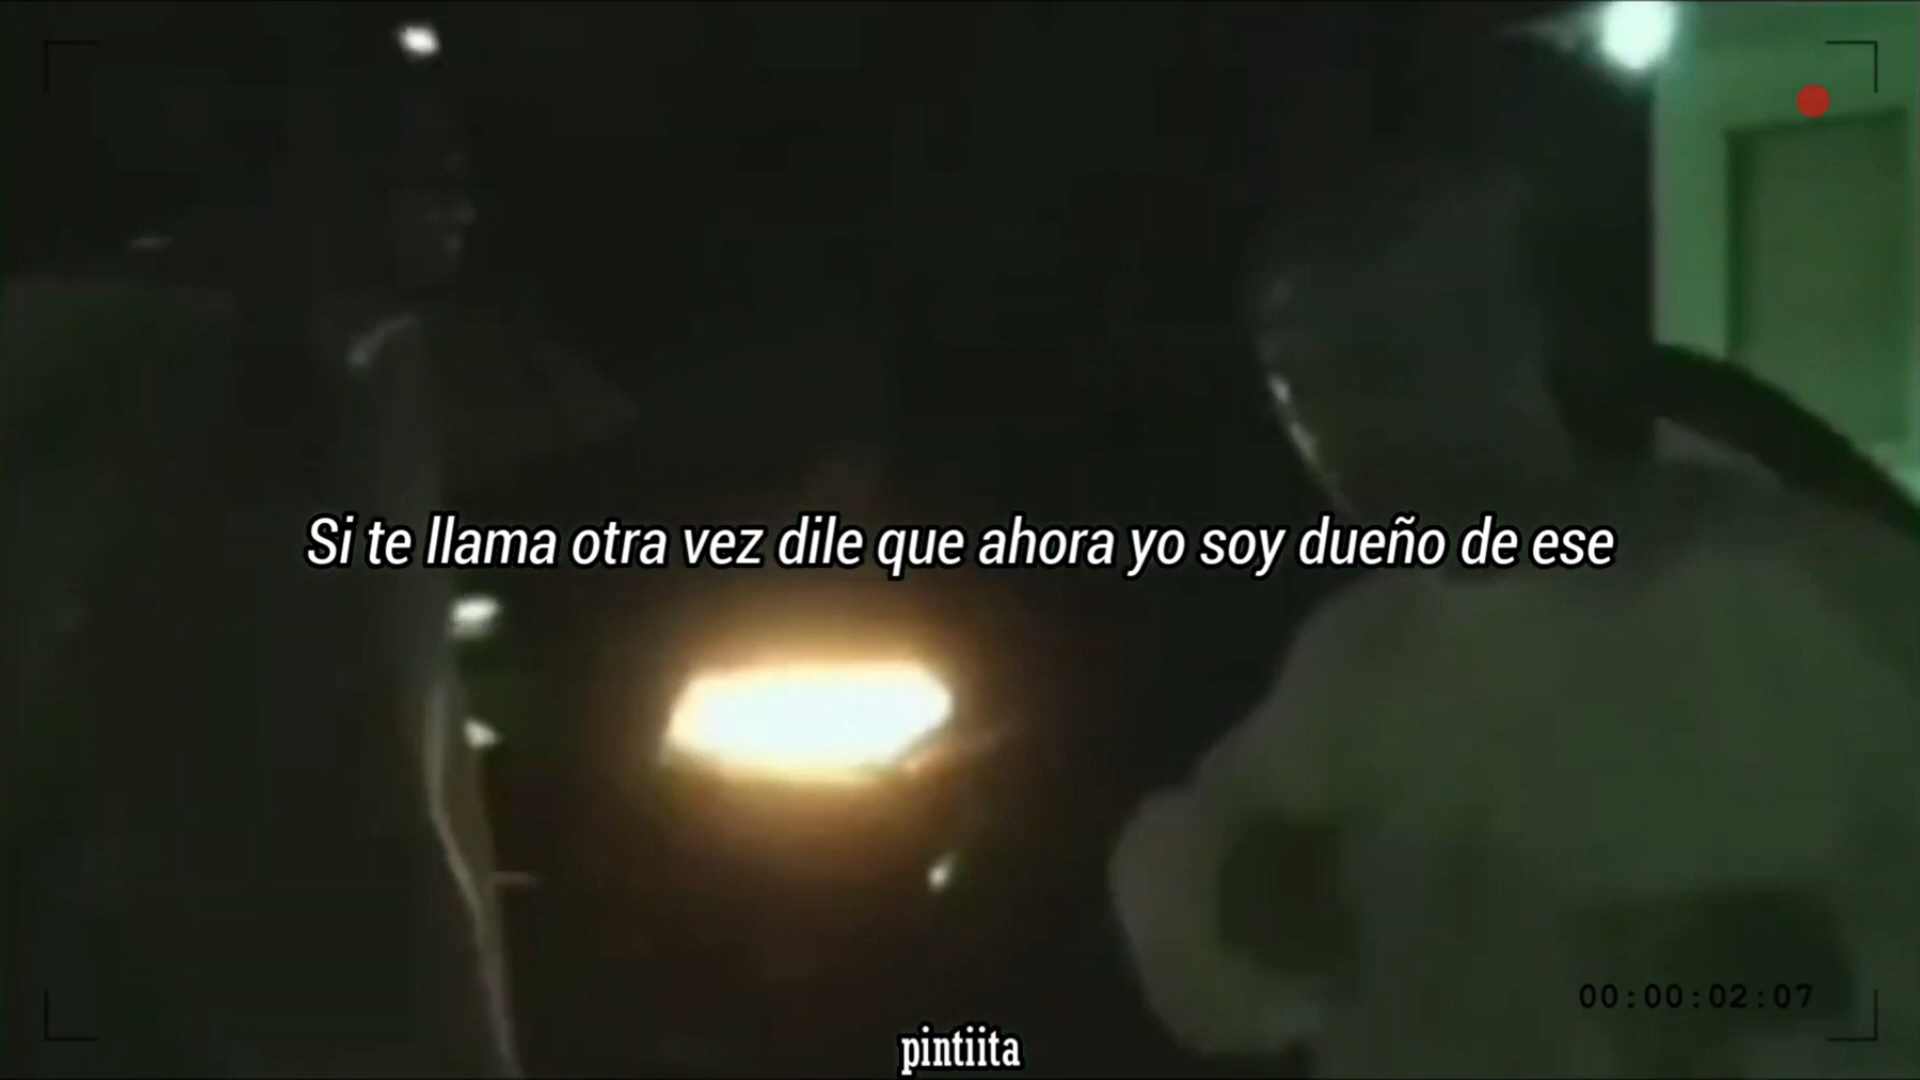 Si te llama otra vez dile que ahora yo soy dueño de ese
00:00:02:07
pintiita